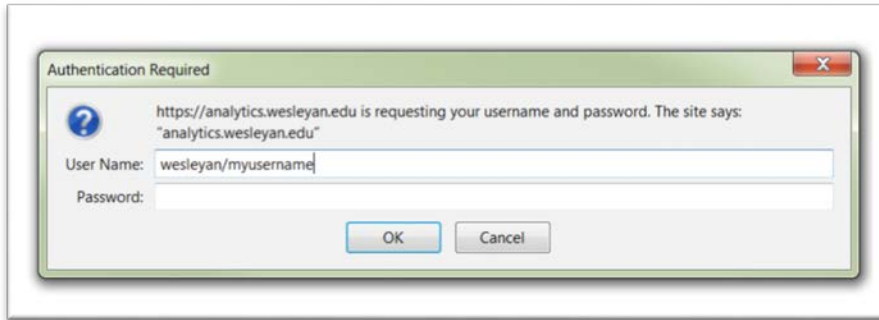 Authentication Required
X
?
https://analytics.wesleyan.edu is requesting your username and password. The site says:
"analytics.wesleyan.edu"
User Name: wesleyan/myusername
Password:
OK Cancel